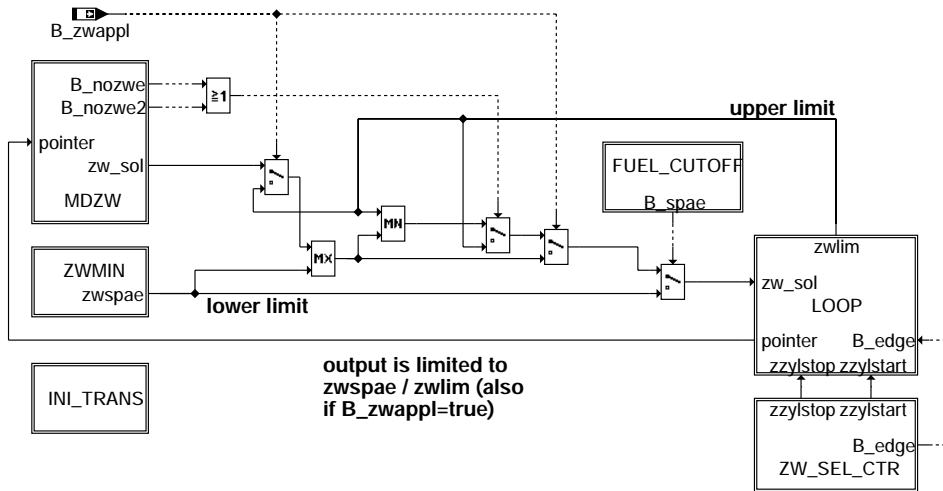 B_zwappl
B_nozwe
B_nozwe2
≥1
pointer
zw_sol
MDZW
upper limit
FUEL_CUTOFF
B_spae
MN
MX
ZWMIN
zwspae
lower limit
zwlim
zw_sol
LOOP
pointer
B_edge
zzylstop zzylstart
output is limited to
zwspae / zwlim (also
if B_zwappl=true)
INI_TRANS
zzylstop zzylstart
B_edge
ZW_SEL_CTR